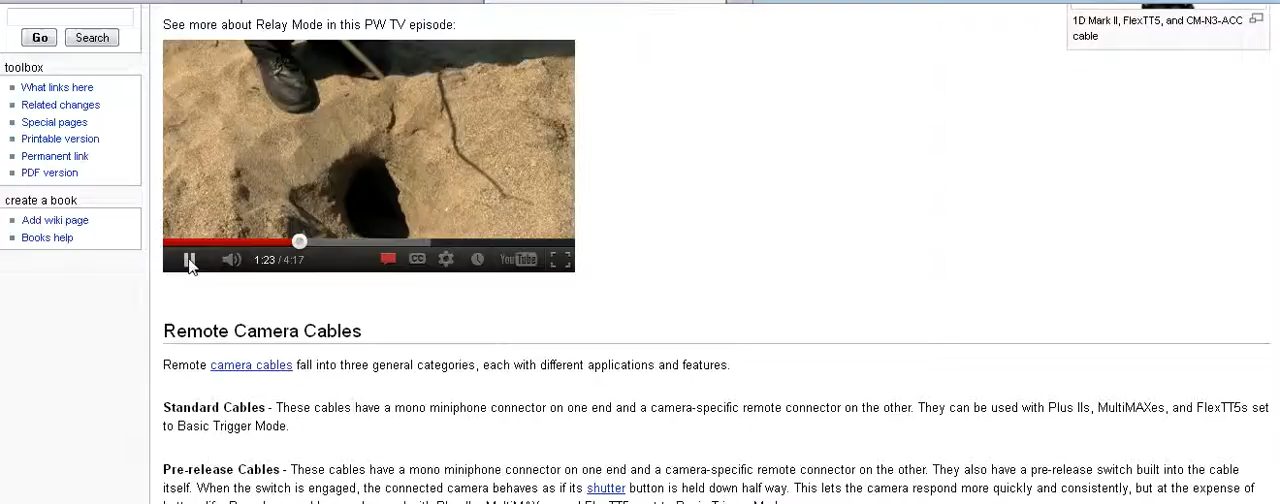 Go Search
See more about Relay Mode in this PW TV episode:
1D Mark II, FlexTT5, and CM-N3-ACC
cable
toolbox
What links here
Related changes
Special pages
Printable version
Permanent link
PDF version
create a book
Add wiki page
Books help
1:23 / 4:17 CC YouTube
Remote Camera Cables
Remote camera cables fall into three general categories, each with different applications and features.
Standard Cables - These cables have a mono miniphone connector on one end and a camera-specific remote connector on the other. They can be used with Plus IIs, MultiMAXes, and FlexTT5s set
to Basic Trigger Mode.
Pre-release Cables - These cables have a mono miniphone connector on one end and a camera-specific remote connector on the other. They also have a pre-release switch built into the cable
itself. When the switch is engaged, the connected camera behaves as if its shutter button is held down half way. This lets the camera respond more quickly and consistently, but at the expense of